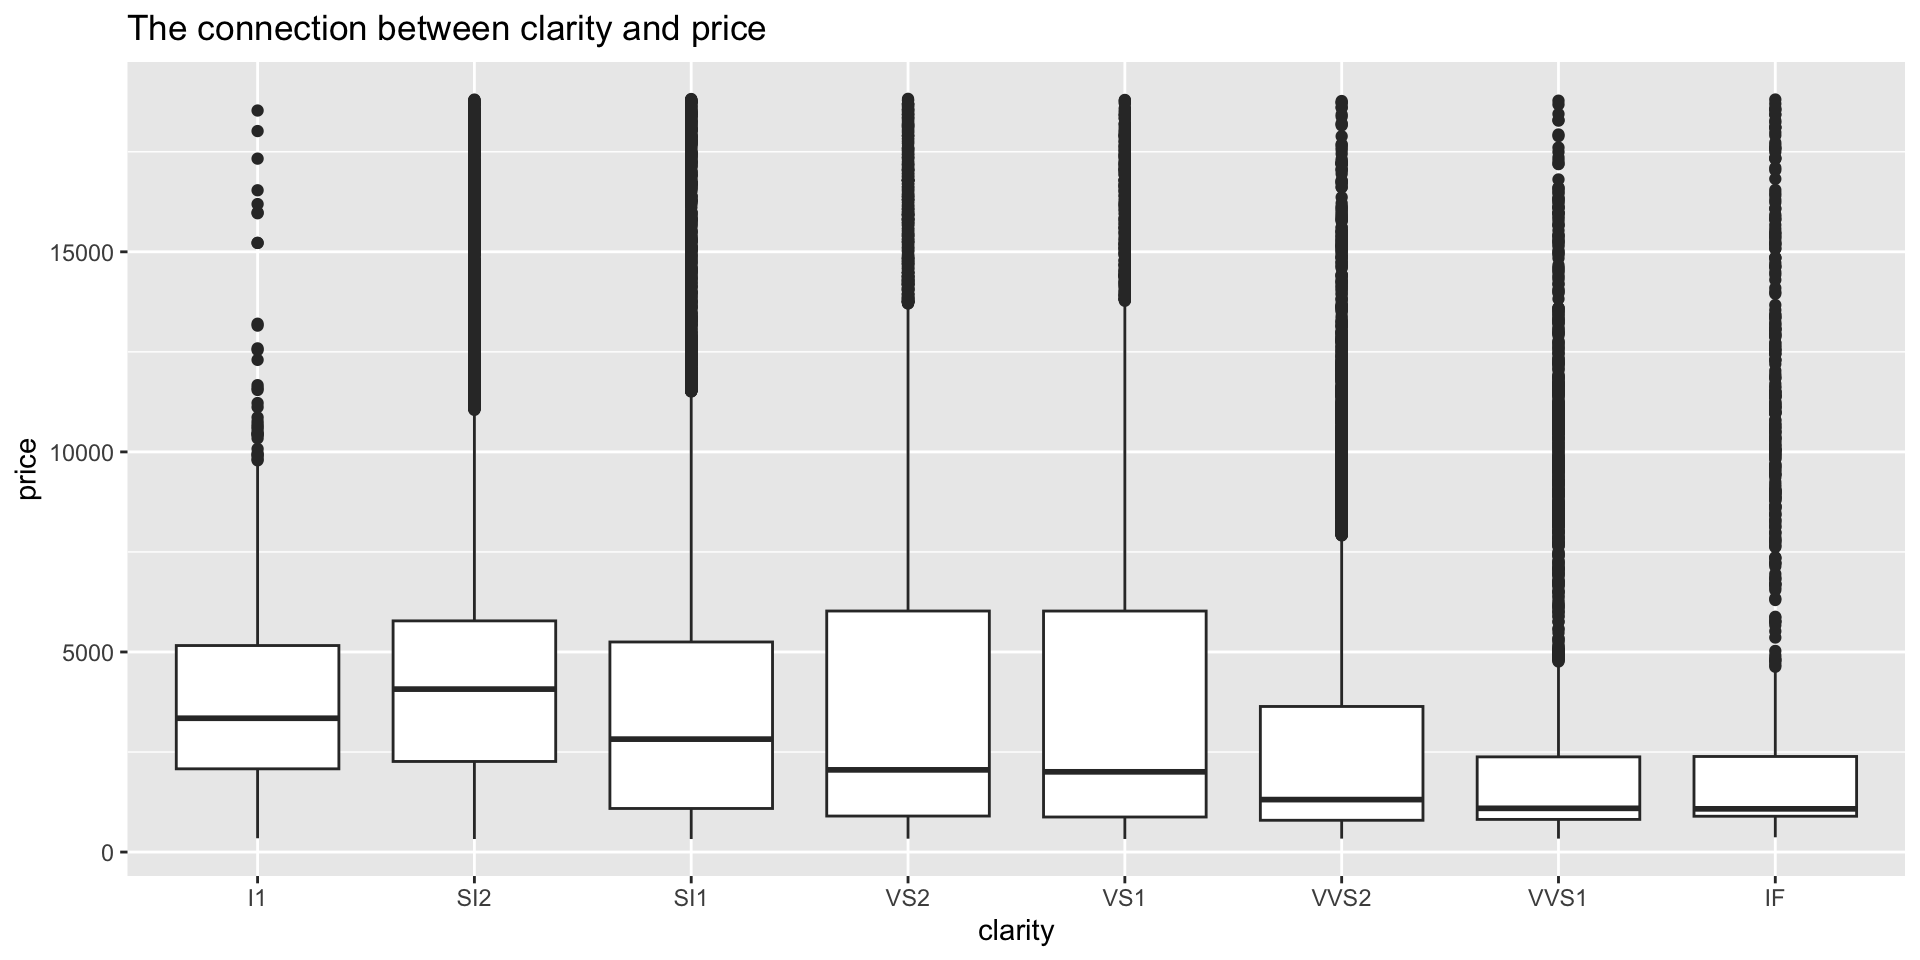 The connection between clarity and price
price
15000
10000
5000
0
I1 SI2 SI1 VS2 VS1 VVS2 VVS1 IF
clarity